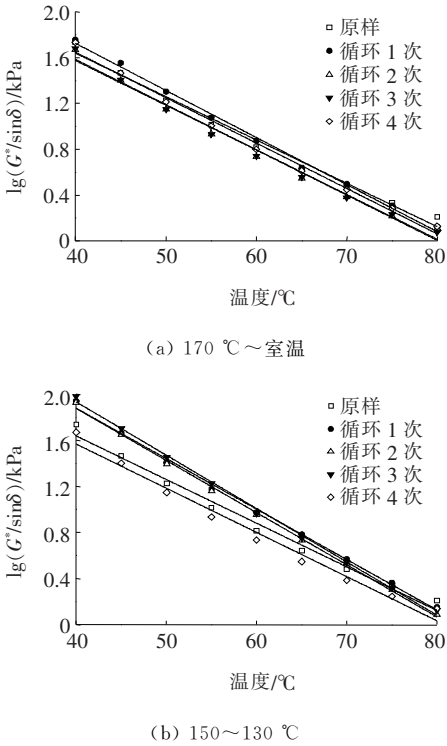 2.0
1.6
1.2
0.8
0.4
0
lg(G*/sinδ)/kPa
原样
循环 1 次
循环 2 次
循环 3 次
循环 4 次
40 50 60 70 80
温度/℃
(a) 170 ℃～室温
2.0
1.6
1.2
0.8
0.4
0
lg(G*/sinδ)/kPa
原样
循环 1 次
循环 2 次
循环 3 次
循环 4 次
40 50 60 70 80
温度/℃
(b) 150～130 ℃